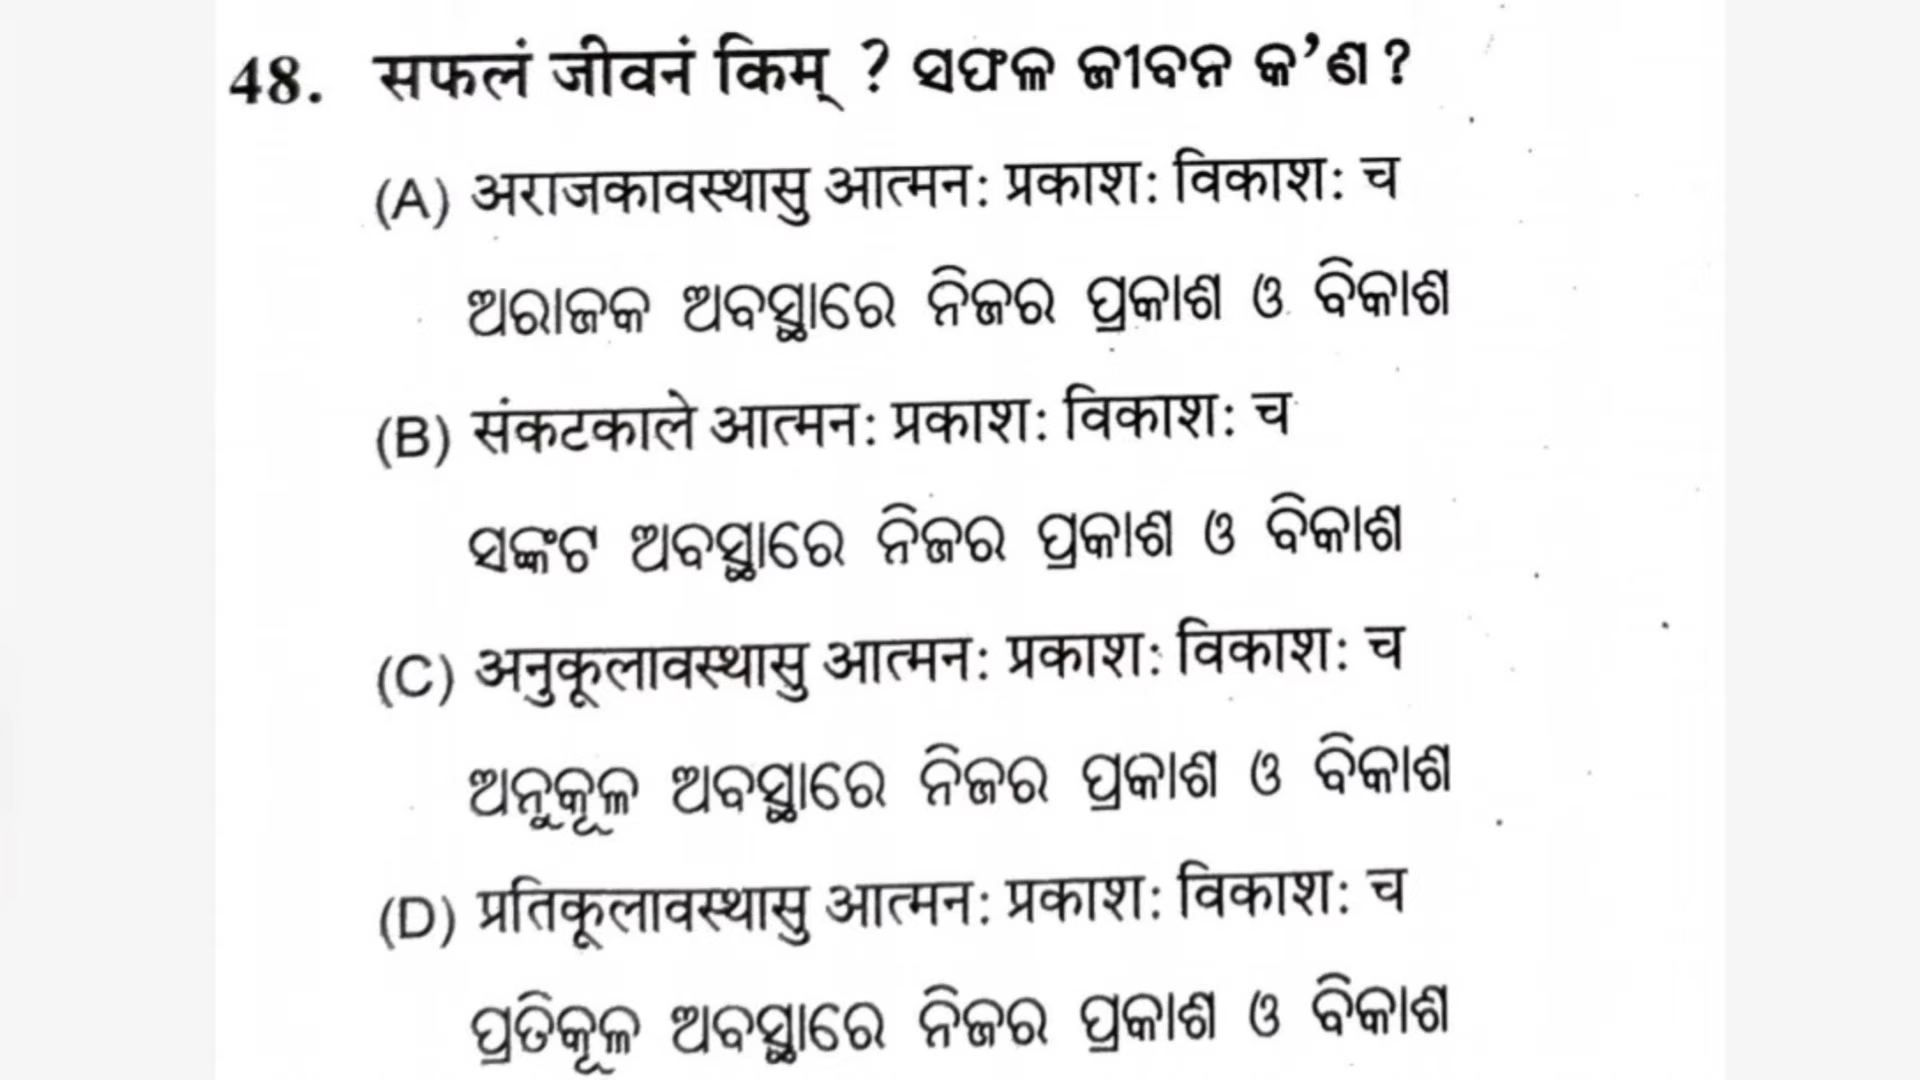 48. सफलं जीवनं किम् ? ସଫଳ ଜୀବନ କ’ଣ ?
(A) अराजकावस्थासु आत्मन: प्रकाश: विकाश: च
ଅରାଜକ ଅବସ୍ଥାରେ ନିଜର ପ୍ରକାଶ ଓ ବିକାଶ
(B) संकटकाले आत्मन: प्रकाश: विकाश: च
ସଙ୍କଟ ଅବସ୍ଥାରେ ନିଜର ପ୍ରକାଶ ଓ ବିକାଶ
(C) अनुकूलावस्थासु आत्मन: प्रकाश: विकाश: च
ଅନୁକୂଳ ଅବସ୍ଥାରେ ନିଜର ପ୍ରକାଶ ଓ ବିକାଶ
(D) प्रतिकूलावस्थासु आत्मन: प्रकाश: विकाश: च
ପ୍ରତିକୂଳ ଅବସ୍ଥାରେ ନିଜର ପ୍ରକାଶ ଓ ବିକାଶ